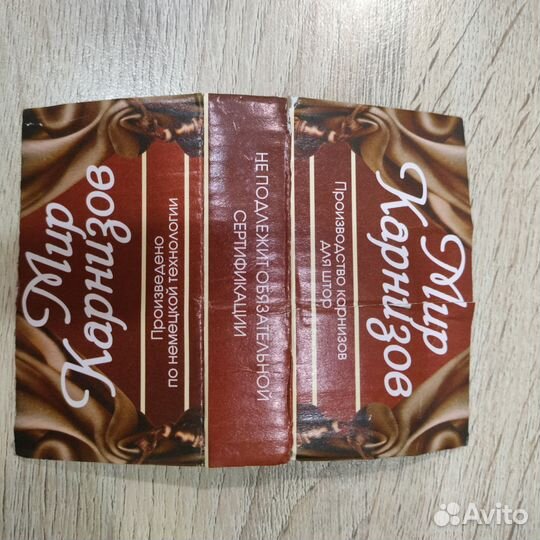 Мир
Карнизов
Произведено
по немецкой технологии
НЕ ПОДЛЕЖИТ ОБЯЗАТЕЛЬНОЙ
СЕРТИФИКАЦИИ
Мир
Карнизов
Производство карнизов
для штор
Avito